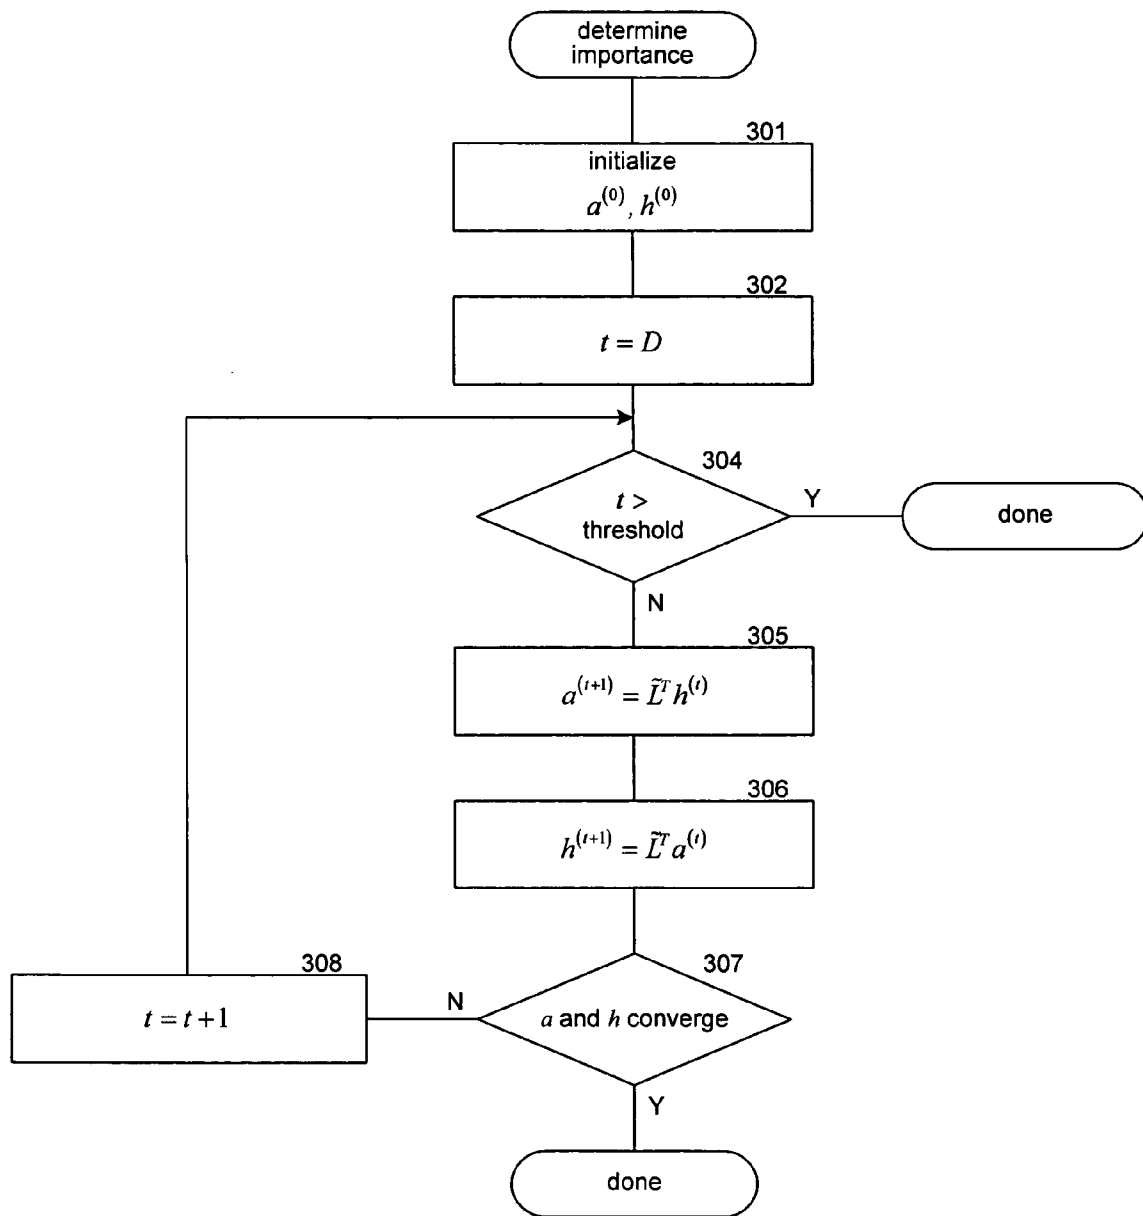 determine
importance
301
initialize
a^(0), h^(0)
302
t = D
304
t >
threshold
Y
done
N
305
a^(t+1) = L̃^T h^(t)
306
h^(t+1) = L̃^T a^(t)
308
t = t+1
N
307
a and h converge
Y
done